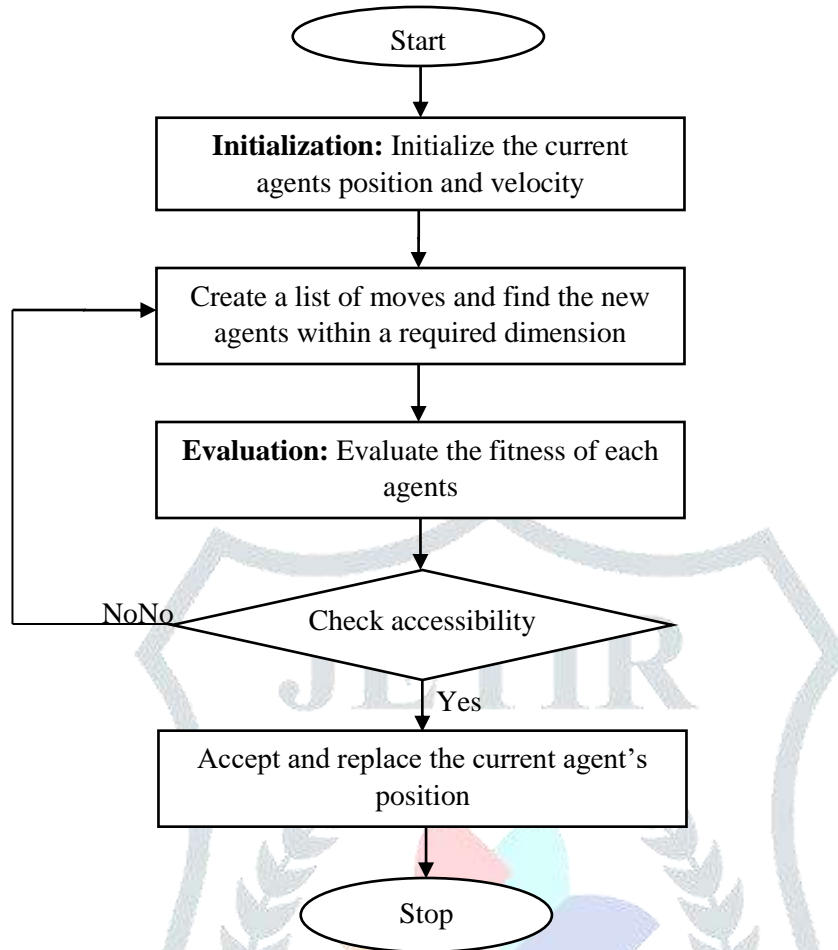 Start
Initialization: Initialize the current
agents position and velocity
Create a list of moves and find the new
agents within a required dimension
Evaluation: Evaluate the fitness of each
agents
NoNo
Check accessibility
JETIR
Yes
Accept and replace the current agent’s
position
Stop